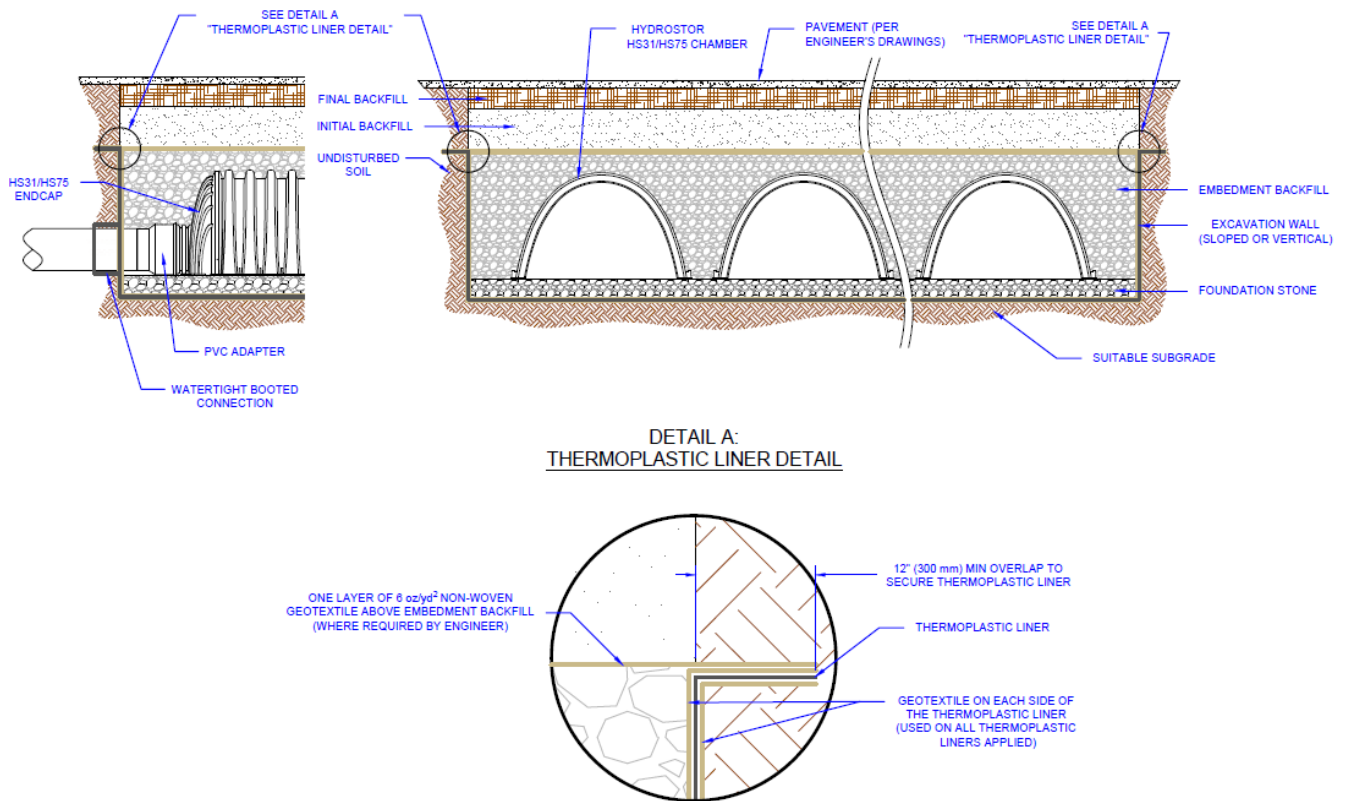 SEE DETAIL A
"THERMOPLASTIC LINER DETAIL"
HYDROSTOR
HS31/HS75 CHAMBER
PAVEMENT (PER
ENGINEER'S DRAWINGS)
SEE DETAIL A
"THERMOPLASTIC LINER DETAIL"
FINAL BACKFILL
INITIAL BACKFILL
UNDISTURBED
SOIL
HS31/HS75
ENDCAP
EMBEDMENT BACKFILL
EXCAVATION WALL
(SLOPED OR VERTICAL)
FOUNDATION STONE
PVC ADAPTER
SUITABLE SUBGRADE
WATERTIGHT BOOTED
CONNECTION
DETAIL A:
THERMOPLASTIC LINER DETAIL
12" (300 mm) MIN OVERLAP TO
SECURE THERMOPLASTIC LINER
ONE LAYER OF 6 oz/yd² NON-WOVEN
GEOTEXTILE ABOVE EMBEDMENT BACKFILL
(WHERE REQUIRED BY ENGINEER)
THERMOPLASTIC LINER
GEOTEXTILE ON EACH SIDE OF
THE THERMOPLASTIC LINER
(USED ON ALL THERMOPLASTIC
LINERS APPLIED)